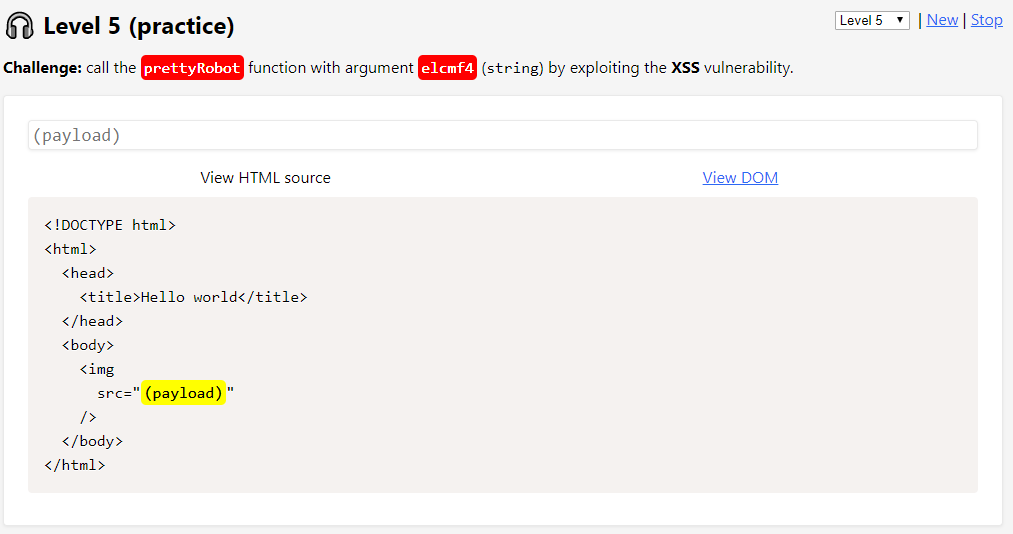 Level 5 (practice)
Level 5 ▼ | New | Stop
Challenge: call the prettyRobot function with argument elcmf4 (string) by exploiting the XSS vulnerability.
(payload)
View HTML source View DOM
<!DOCTYPE html>
<html>
  <head>
    <title>Hello world</title>
  </head>
  <body>
    <img
      src="(payload)"
    />
  </body>
</html>